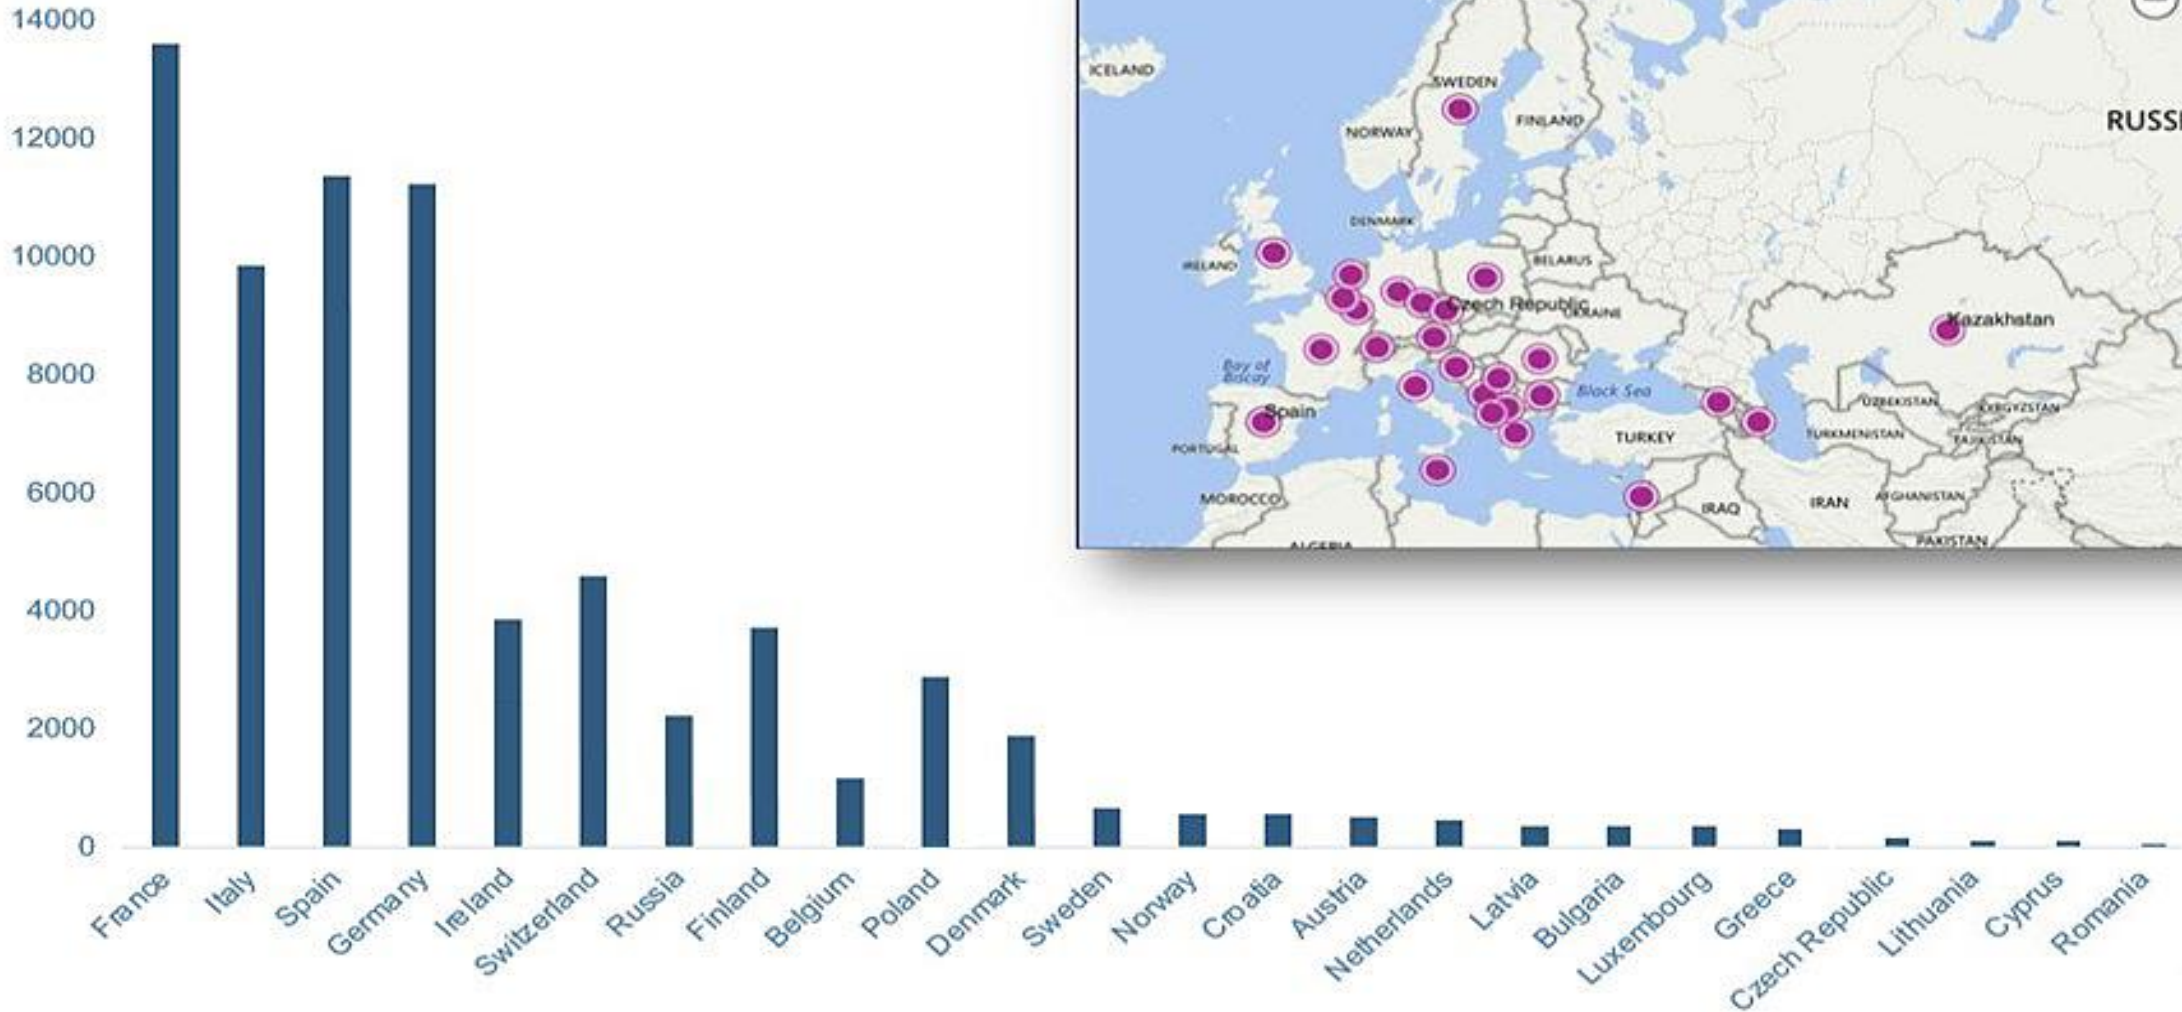 14000
12000
10000
8000
6000
4000
2000
0
France
Italy
Spain
Germany
Ireland
Switzerland
Russia
Finland
Belgium
Poland
Denmark
Sweden
Norway
Croatia
Austria
Netherlands
Latvia
Bulgaria
Luxembourg
Greece
Czech Republic
Lithuania
Cyprus
Romania
ICELAND
SWEDEN
NORWAY
FINLAND
RUSSI
DENMARK
IRELAND
BELARUS
Czech Republic
UKRAINE
Kazakhstan
Bay of
Biscay
Black Sea
Spain
UZBEKISTAN
KYRGYZSTAN
PORTUGAL
TURKEY
TURKMENISTAN
TAJIKISTAN
MOROCCO
IRAQ
IRAN
AFGHANISTAN
ALGERIA
PAKISTAN